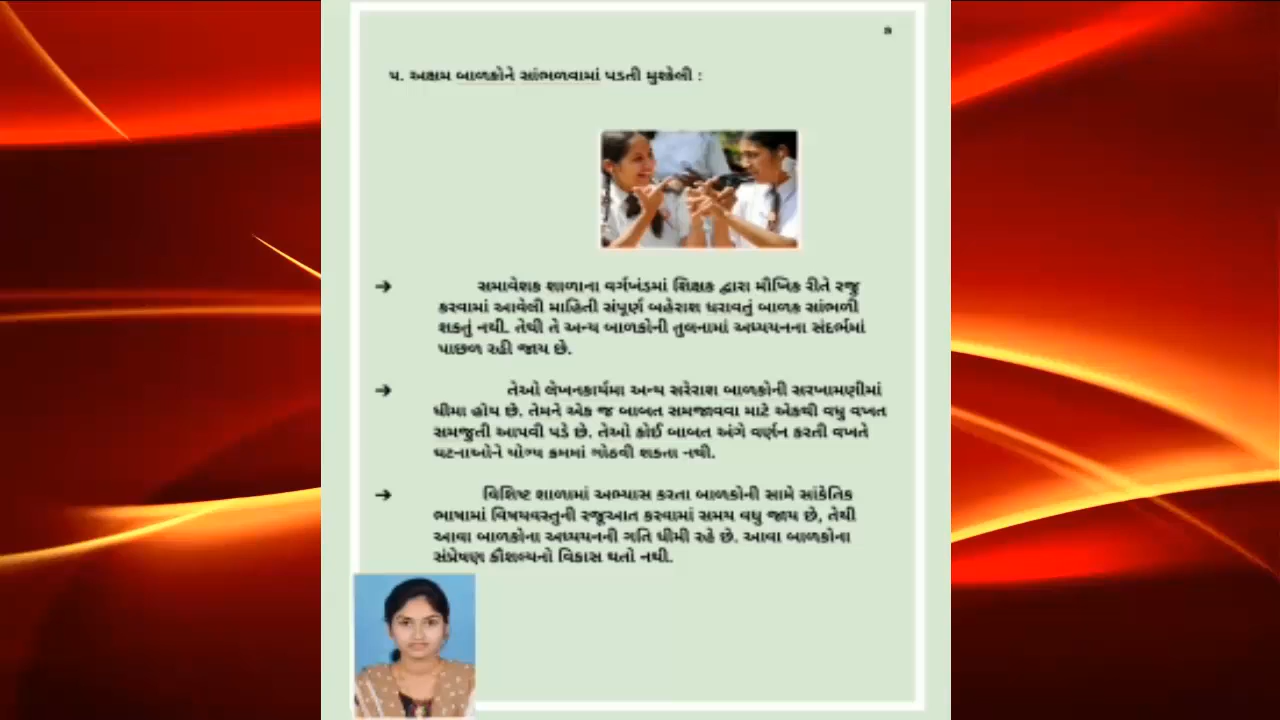 ૭
૫. અક્ષમ બાળકોને સાંભળવામાં પડતી મુશ્કેલી :
➔ સમાવેશક શાળાના વર્ગખંડમાં શિક્ષક દ્વારા મૌખિક રીતે રજુ
કરવામાં આવેલી માહિતી સંપૂર્ણ બહેરાશ ધરાવતું બાળક સાંભળી
શકતું નથી. તેથી તે અન્ય બાળકોની તુલનામાં અધ્યયનના સંદર્ભમાં
પાછળ રહી જાય છે.
➔ તેઓ લેખનકાર્યમા અન્ય સરેરાશ બાળકોની સરખામણીમાં
ધીમા હોય છે. તેમને એક જ બાબત સમજાવવા માટે એકથી વધુ વખત
સમજુતી આપવી પડે છે. તેઓ કોઈ બાબત અંગે વર્ણન કરતી વખતે
ઘટનાઓને યોગ્ય ક્રમમાં ગોઠવી શકતા નથી.
➔ વિશિષ્ટ શાળામાં અભ્યાસ કરતા બાળકોની સામે સાંકેતિક
ભાષામાં વિષયવસ્તુની રજૂઆત કરવામાં સમય વધુ જાય છે, તેથી
આવા બાળકોના અધ્યયનની ગતિ ધીમી રહે છે. આવા બાળકોના
સંપ્રેષણ કૌશલ્યનો વિકાસ થતો નથી.